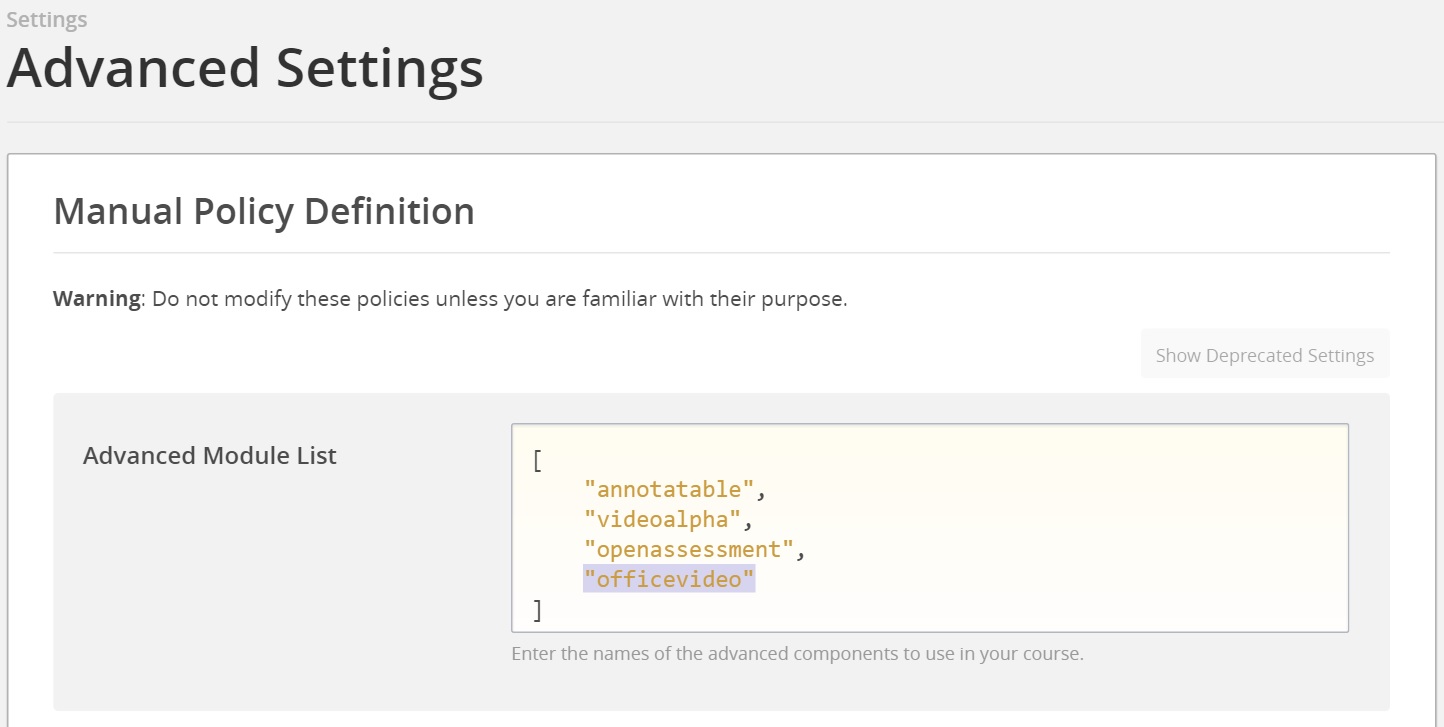 Settings
Advanced Settings
Manual Policy Definition
Warning: Do not modify these policies unless you are familiar with their purpose.
Show Deprecated Settings
Advanced Module List
[
"annotatable",
"videoalpha",
"openassessment",
"officevideo"
]
Enter the names of the advanced components to use in your course.